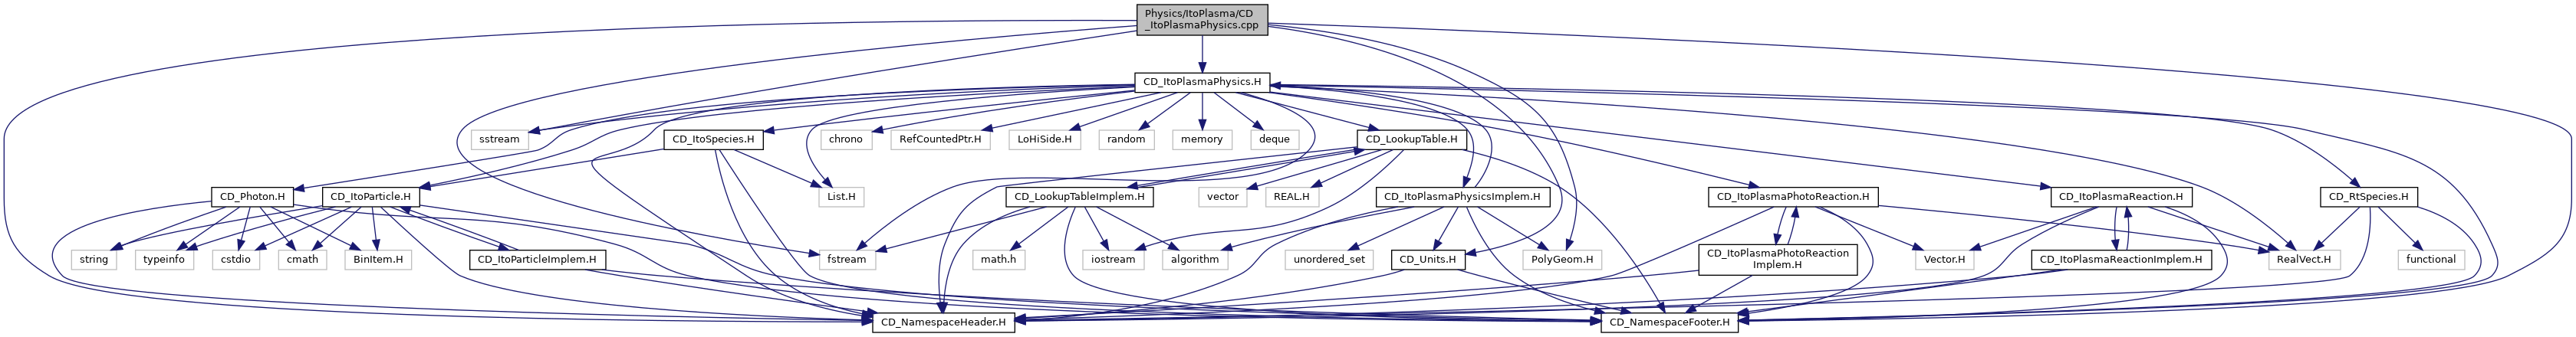 Physics/ItoPlasma/CD
_ItoPlasmaPhysics.cpp
CD_ItoPlasmaPhysics.H
sstream
CD_ItoSpecies.H
chrono
RefCountedPtr.H
LoHiSide.H
random
memory
deque
CD_LookupTable.H
CD_Photon.H
CD_ItoParticle.H
List.H
CD_LookupTableImplem.H
vector
REAL.H
CD_ItoPlasmaPhysicsImplem.H
CD_ItoPlasmaPhotoReaction.H
CD_ItoPlasmaReaction.H
CD_RtSpecies.H
string
typeinfo
cstdio
cmath
BinItem.H
CD_ItoParticleImplem.H
fstream
math.h
iostream
algorithm
unordered_set
CD_Units.H
PolyGeom.H
CD_ItoPlasmaPhotoReaction
Implem.H
Vector.H
CD_ItoPlasmaReactionImplem.H
RealVect.H
functional
CD_NamespaceHeader.H
CD_NamespaceFooter.H